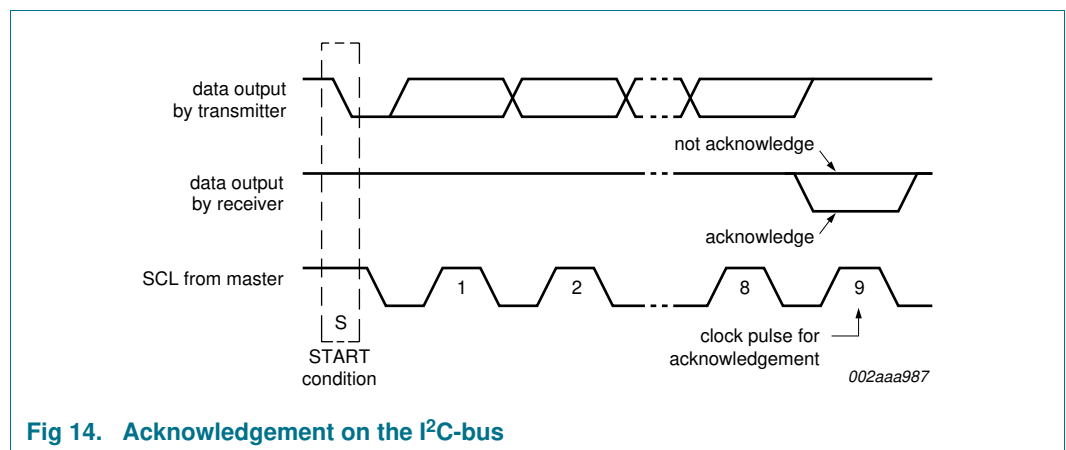 data output
by transmitter
not acknowledge
data output
by receiver
acknowledge
SCL from master
1
2
8
9
S
START
condition
clock pulse for
acknowledgement
002aaa987
Fig 14. Acknowledgement on the I²C-bus